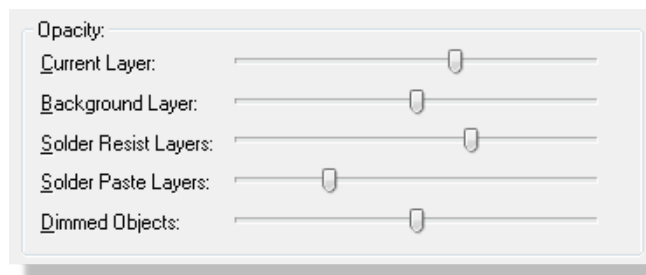 Opacity:
Current Layer:
Background Layer:
Solder Resist Layers:
Solder Paste Layers:
Dimmed Objects: